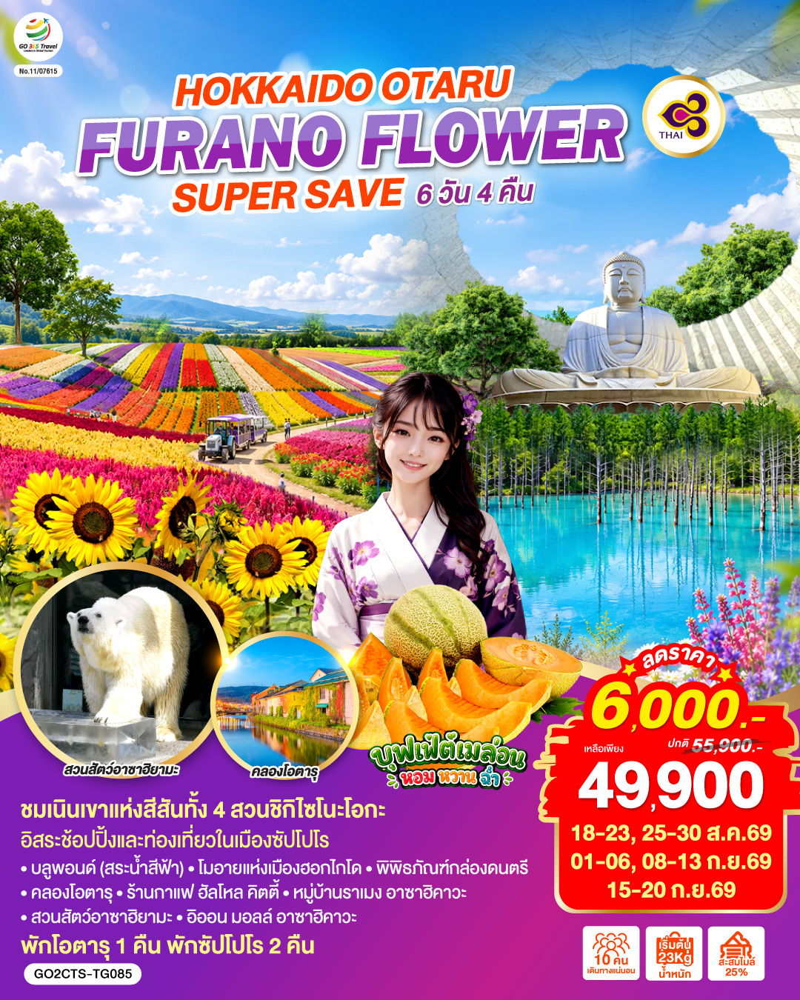 GO 365 Travel
Leaders in Global Tourism
No.11/07615
HOKKAIDO OTARU
FURANO FLOWER
SUPER SAVE 6 วัน 4 คืน
THAI
สวนสัตว์อาซาฮิยามะ
คลองโอตารุ
บุฟเฟ่ต์เมล่อน
หอม หวาน ฉ่ำ
ลดราคา
6,000.-
เหลือเพียง
ปกติ 55,900.-
49,900
18-23, 25-30 ส.ค.69
01-06, 08-13 ก.ย.69
15-20 ก.ย.69
ชมเนินเขาแห่งสีสันทั้ง 4 สวนชิกิไซโนะโอกะ
อิสระช้อปปิ้งและท่องเที่ยวในเมืองซัปโปโร
• บลูพอนด์ (สระน้ำสีฟ้า) • โมอายแห่งเมืองฮอกไกโด • พิพิธภัณฑ์กล่องดนตรี
• คลองโอตารุ • ร้านกาแฟ ฮัลโหล คิตตี้ • หมู่บ้านราเมง อาซาฮิคาวะ
• สวนสัตว์อาซาฮิยามะ • อิออน มอลล์ อาซาฮิคาวะ
พักโอตารุ 1 คืน พักซัปโปโร 2 คืน
GO2CTS-TG085
10 คน
เดินทางแน่นอน
เริ่มต้น
23Kg
น้ำหนัก
สะสมไมล์
25%